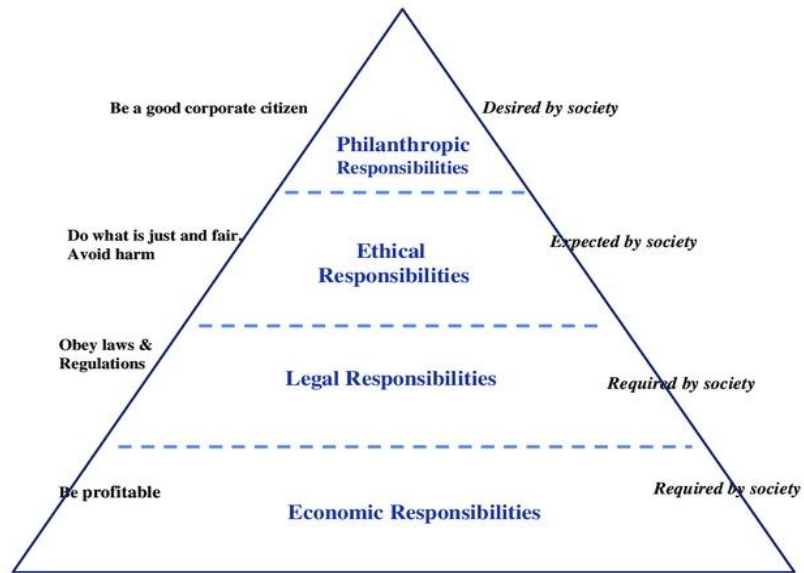 Be a good corporate citizen
Desired by society
Philanthropic
Responsibilities
Do what is just and fair,
Avoid harm
Expected by society
Ethical
Responsibilities
Obey laws &
Regulations
Legal Responsibilities
Required by society
Be profitable
Required by society
Economic Responsibilities